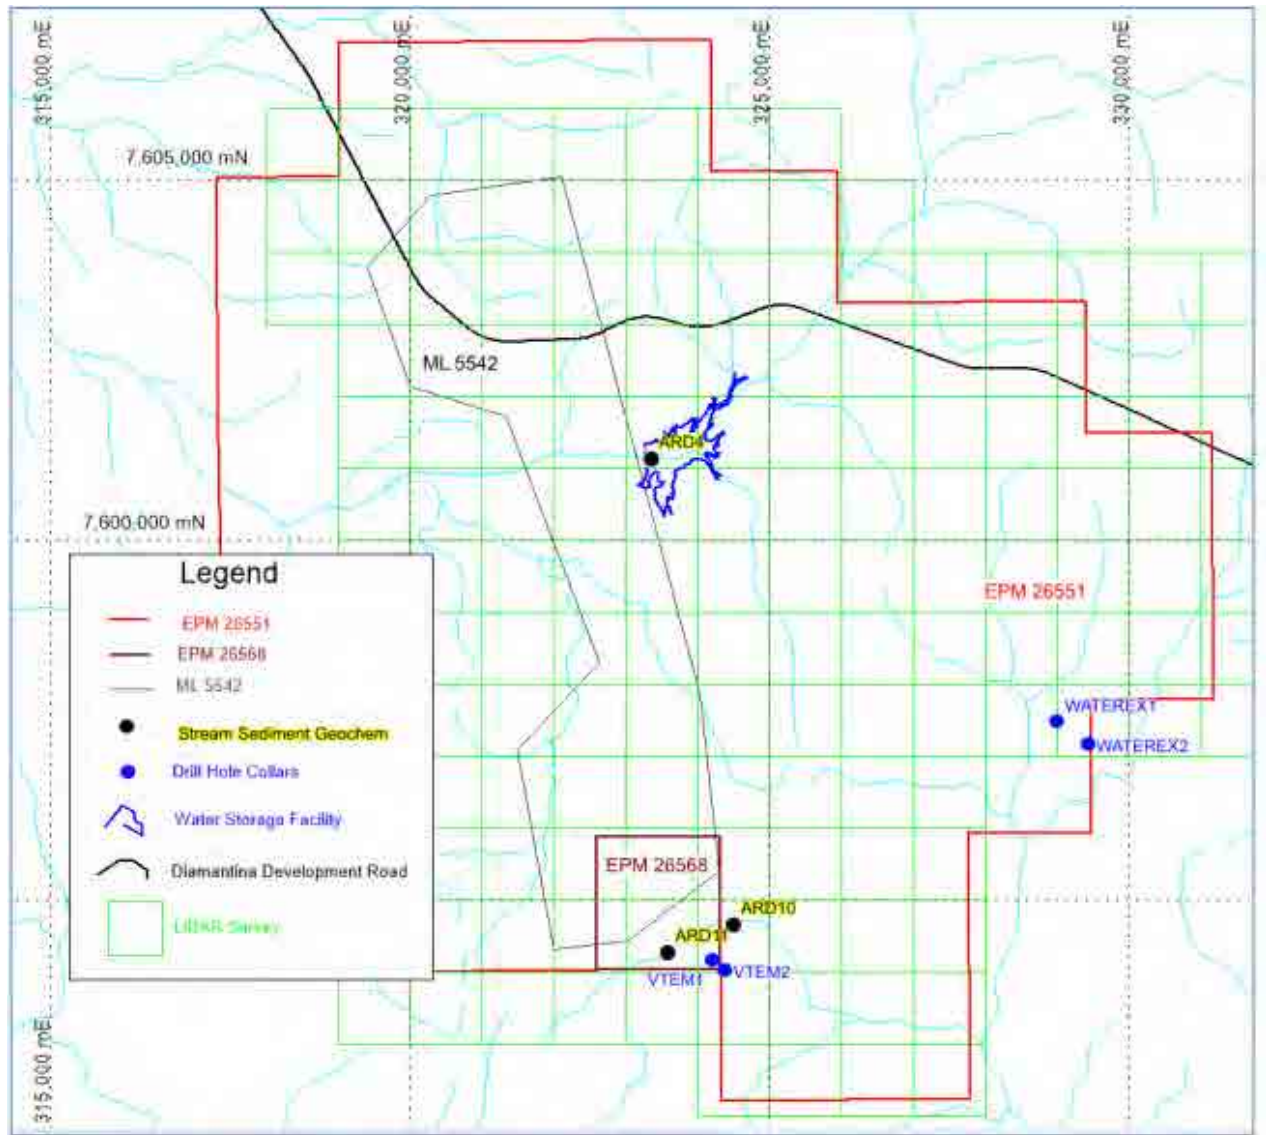 315,000 mE.
320,000 mE.
325,000 mE.
330,000 mE.
7,605,000 mN
ML 5542
ARD4
7,600,000 mN
EPM 26551
Legend
EPM 26551
EPM 26568
ML 5542
Stream Sediment Geochem
Drill Hole Collars
Water Storage Facility
Diamantina Development Road
LIDAR Survey
WATEREX1
WATEREX2
EPM 26568
ARD10
ARD11
VTEM1
VTEM2
315,000 mE.